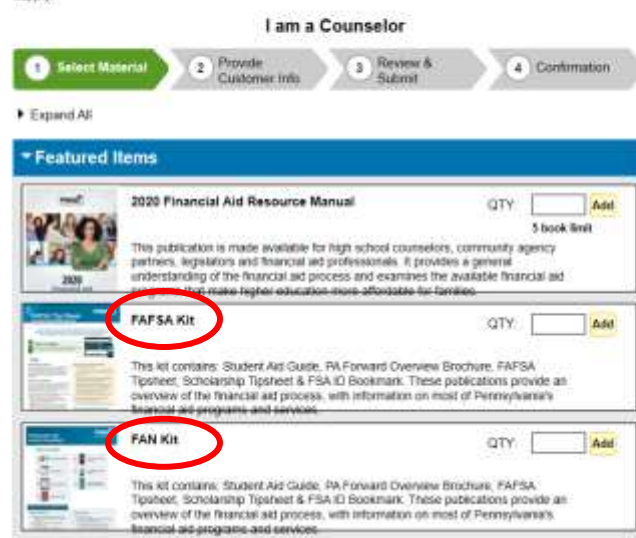 I am a Counselor
1 Select Material
2 Provide Customer Info
3 Review & Submit
4 Confirmation
Expand All
Featured Items
2020 Financial Aid Resource Manual
QTY:
Add
5 book limit
This publication is made available for high school counselors, community agency
partners, legislators and financial aid professionals. It provides a general
understanding of the financial aid process and examines the available financial aid
programs that make higher education more affordable for families.
2020
FAFSA Kit
QTY:
Add
This kit contains: Student Aid Guide, PA Forward Overview Brochure, FAFSA
Tipsheet, Scholarship Tipsheet & FSA ID Bookmark. These publications provide an
overview of the financial aid process, with information on most of Pennsylvania's
financial aid programs and services.
FAN Kit
QTY:
Add
This kit contains: Student Aid Guide, PA Forward Overview Brochure, FAFSA
Tipsheet, Scholarship Tipsheet & FSA ID Bookmark. These publications provide an
overview of the financial aid process, with information on most of Pennsylvania's
financial aid programs and services.